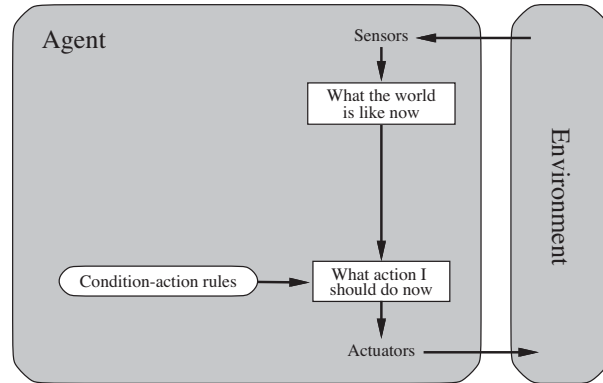 Agent
Sensors
What the world
is like now
Environment
Condition-action rules
What action I
should do now
Actuators